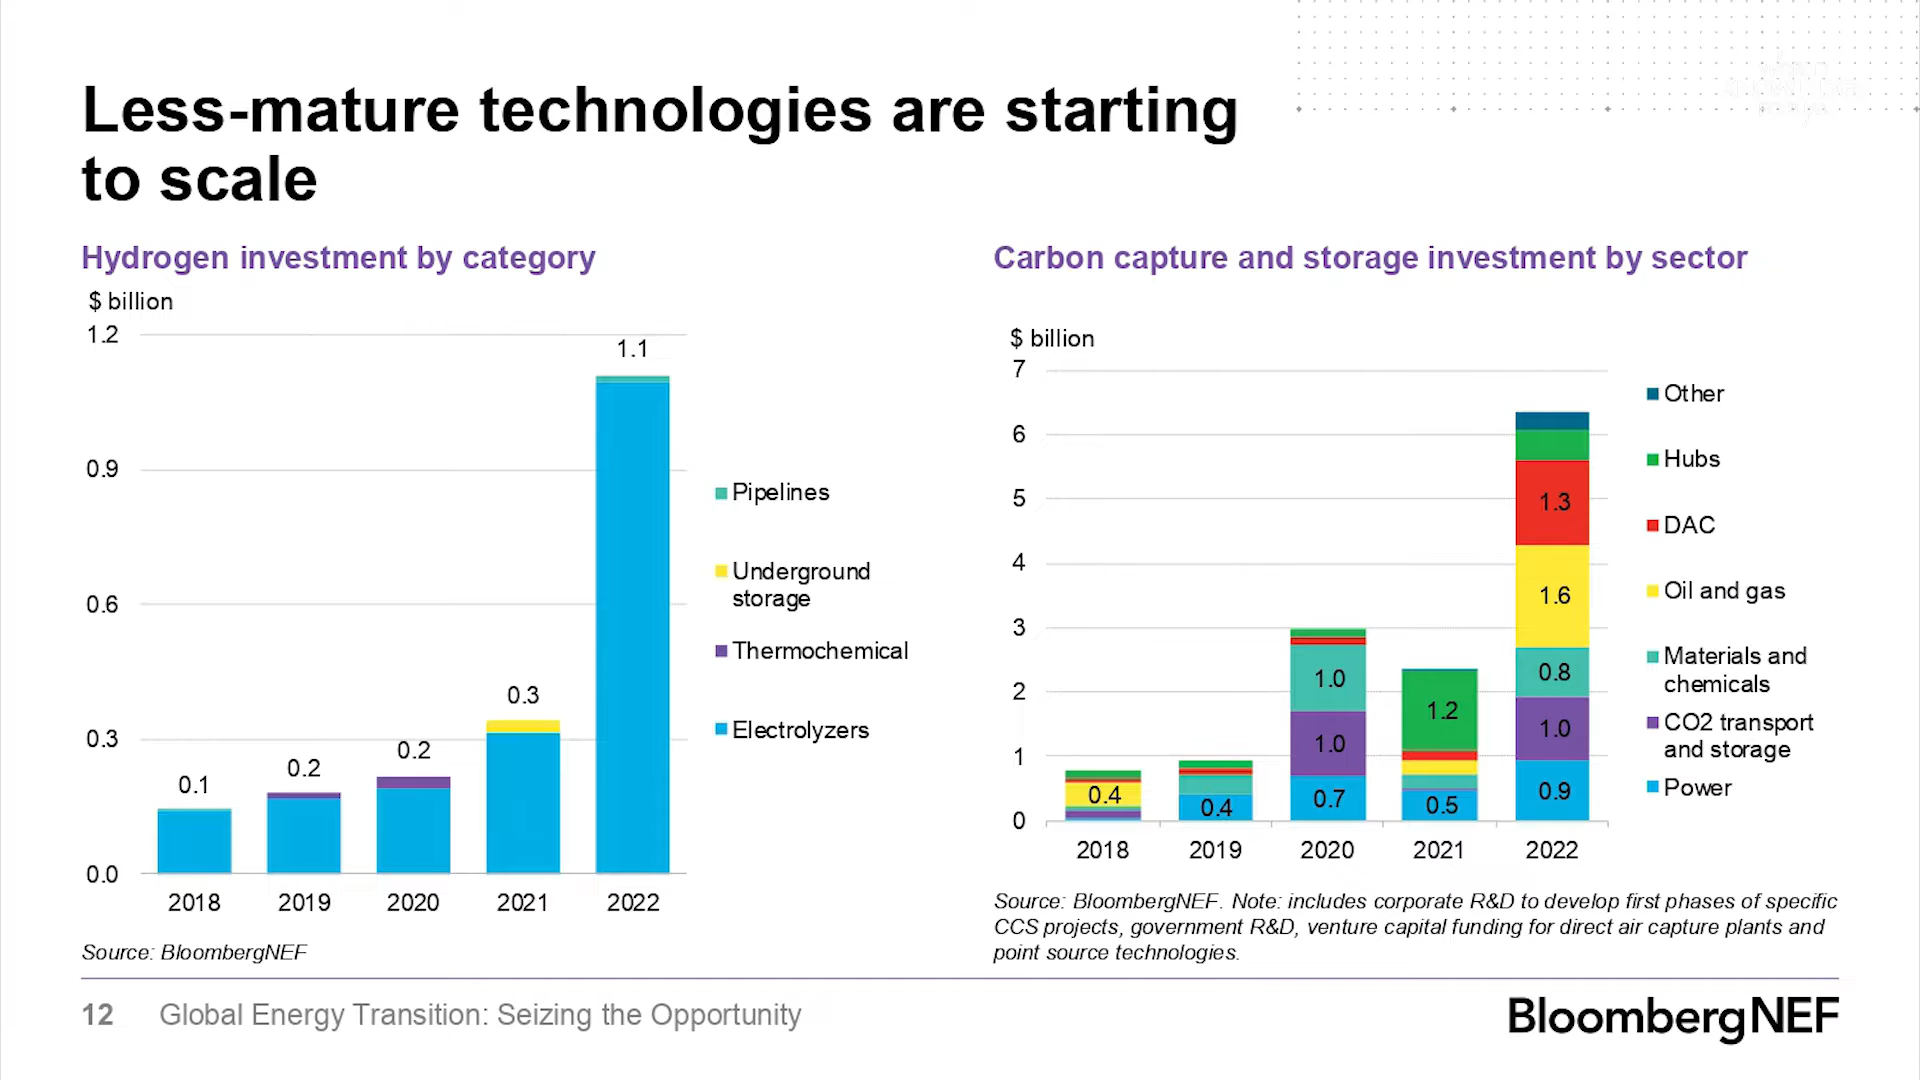 Less-mature technologies are starting
to scale
Hydrogen investment by category
$ billion
1.2
0.9
0.6
0.3
0.0
0.1
0.2
0.2
0.3
1.1
2018
2019
2020
2021
2022
Pipelines
Underground
storage
Thermochemical
Electrolyzers
Source: BloombergNEF
Carbon capture and storage investment by sector
$ billion
7
6
5
4
3
2
1
0
0.4
0.4
1.0
1.0
0.7
1.2
0.5
1.3
1.6
0.8
1.0
0.9
2018
2019
2020
2021
2022
Other
Hubs
DAC
Oil and gas
Materials and
chemicals
CO2 transport
and storage
Power
Source: BloombergNEF. Note: includes corporate R&D to develop first phases of specific
CCS projects, government R&D, venture capital funding for direct air capture plants and
point source technologies.
12 Global Energy Transition: Seizing the Opportunity
BloombergNEF